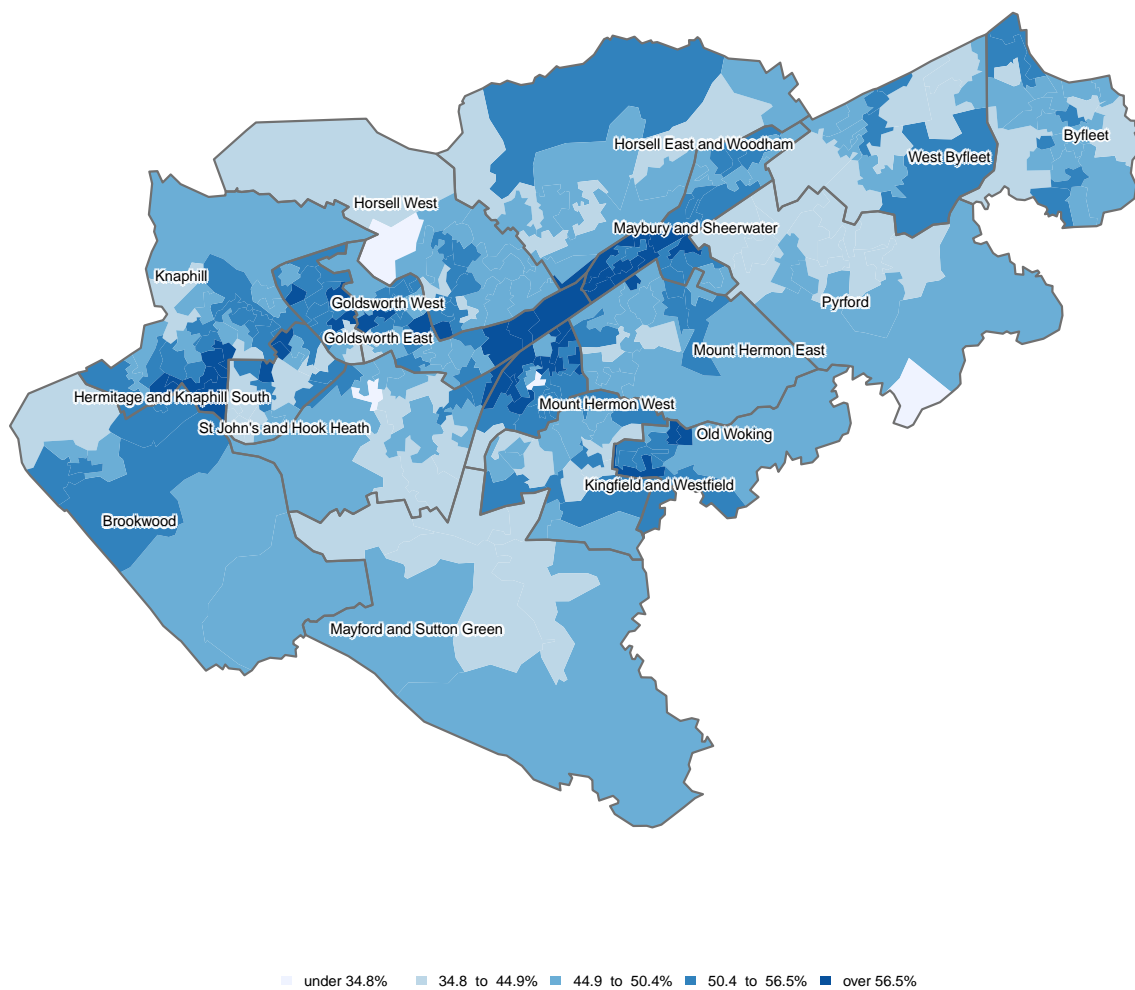 Horsell East and Woodham
Byfleet
West Byfleet
Horsell West
Maybury and Sheerwater
Knaphill
Goldsworth West
Pyrford
Goldsworth East
Mount Hermon East
Hermitage and Knaphill South
Mount Hermon West
St John's and Hook Heath
Old Woking
Kingfield and Westfield
Brookwood
Mayford and Sutton Green
under 34.8% 34.8 to 44.9% 44.9 to 50.4% 50.4 to 56.5% over 56.5%